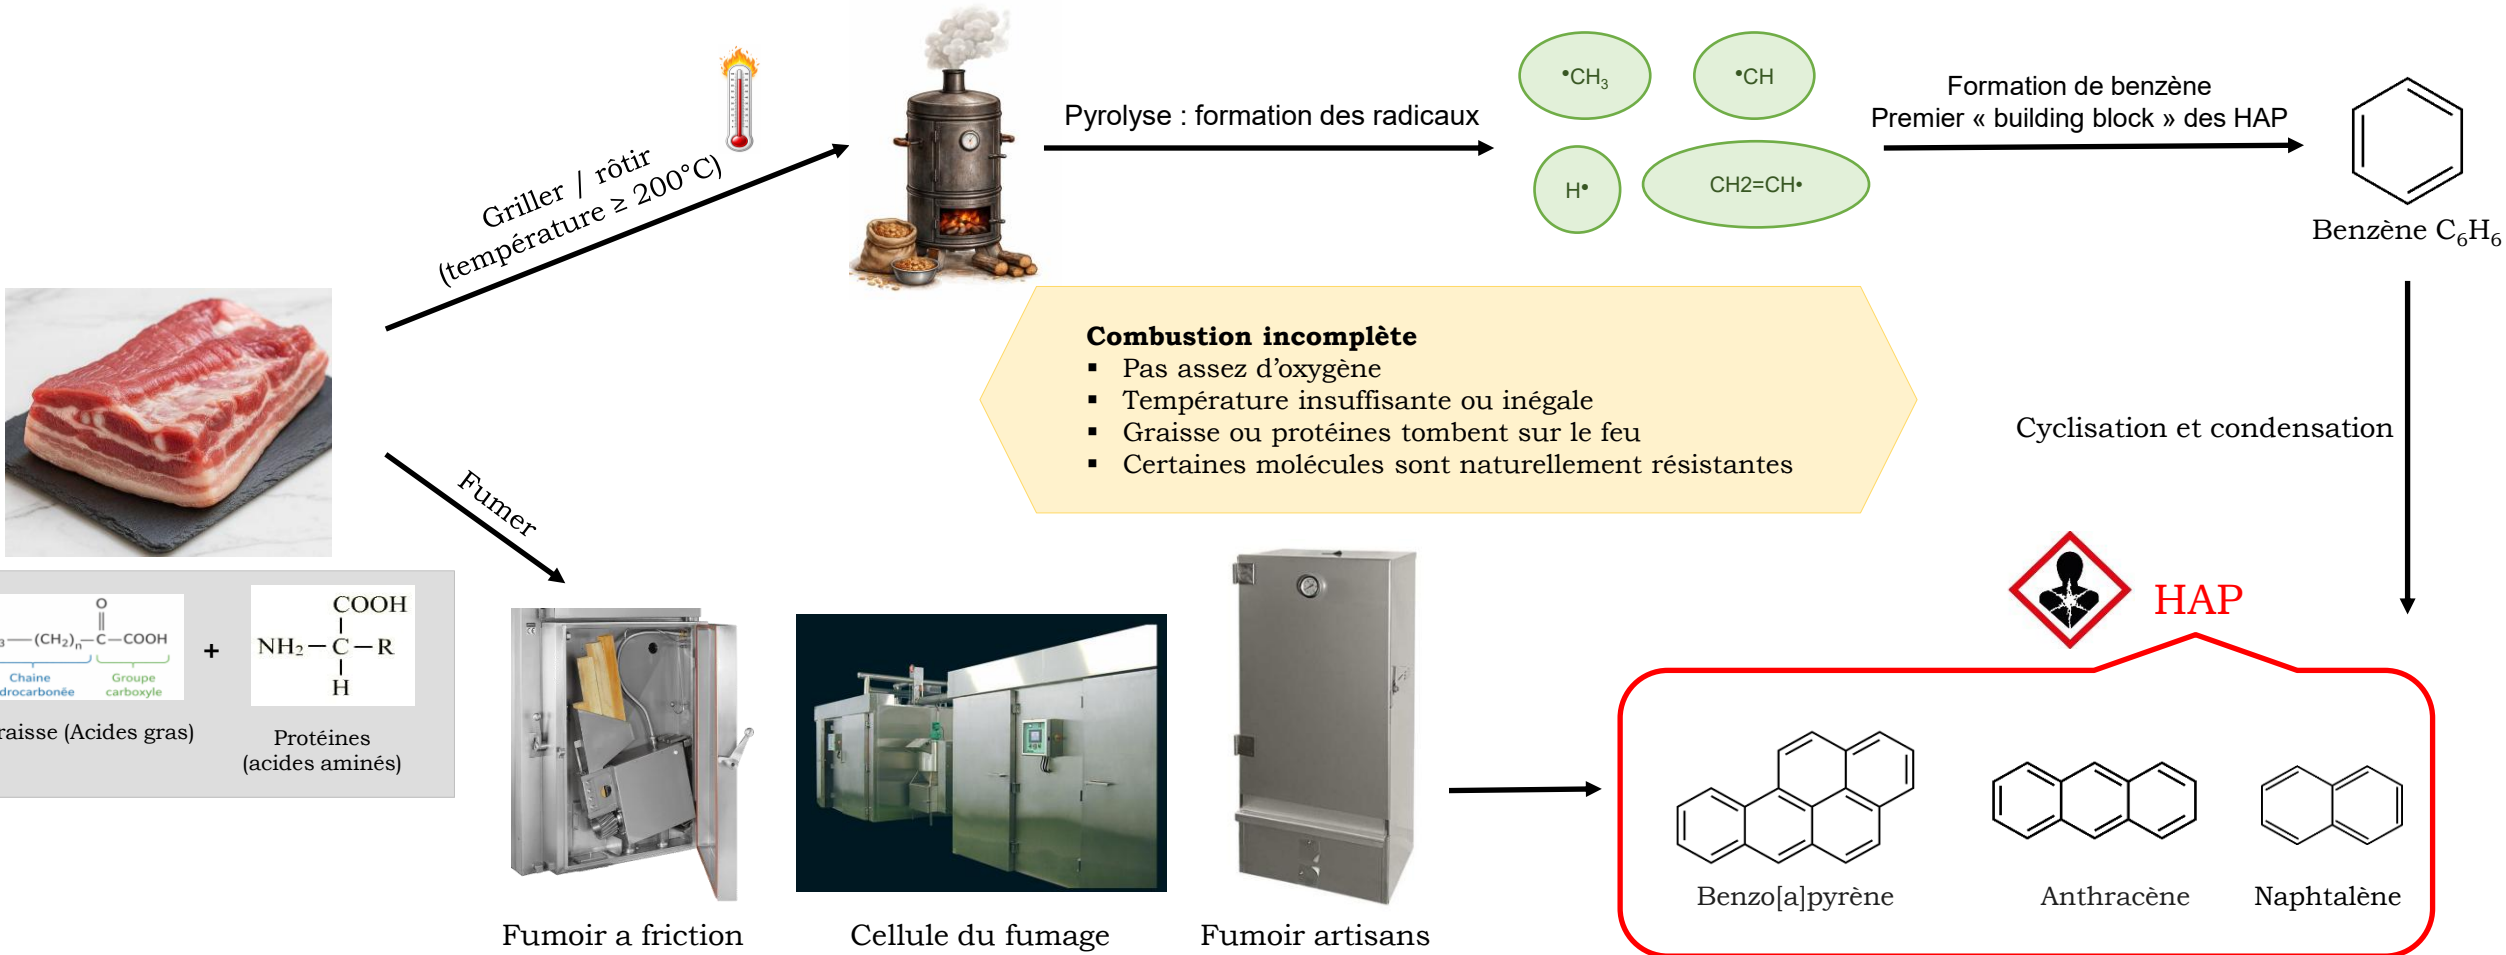 Griller / rôtir
(température ≥ 200°C)
Pyrolyse : formation des radicaux
•CH₃
•CH
H•
CH2=CH•
Formation de benzène
Premier « building block » des HAP
Benzène C₆H₆
Combustion incomplète
▪ Pas assez d’oxygène
▪ Température insuffisante ou inégale
▪ Graisse ou protéines tombent sur le feu
▪ Certaines molécules sont naturellement résistantes
Cyclisation et condensation
Fumer
HAP
O
₃—(CH₂)ₙ—C—COOH
Chaine
drocarbonée
Groupe
carboxyle
raisse (Acides gras)
+
COOH
NH₂—C—R
H
Protéines
(acides aminés)
Fumoir a friction
Cellule du fumage
Fumoir artisans
Benzo[a]pyrène
Anthracène
Naphtalène